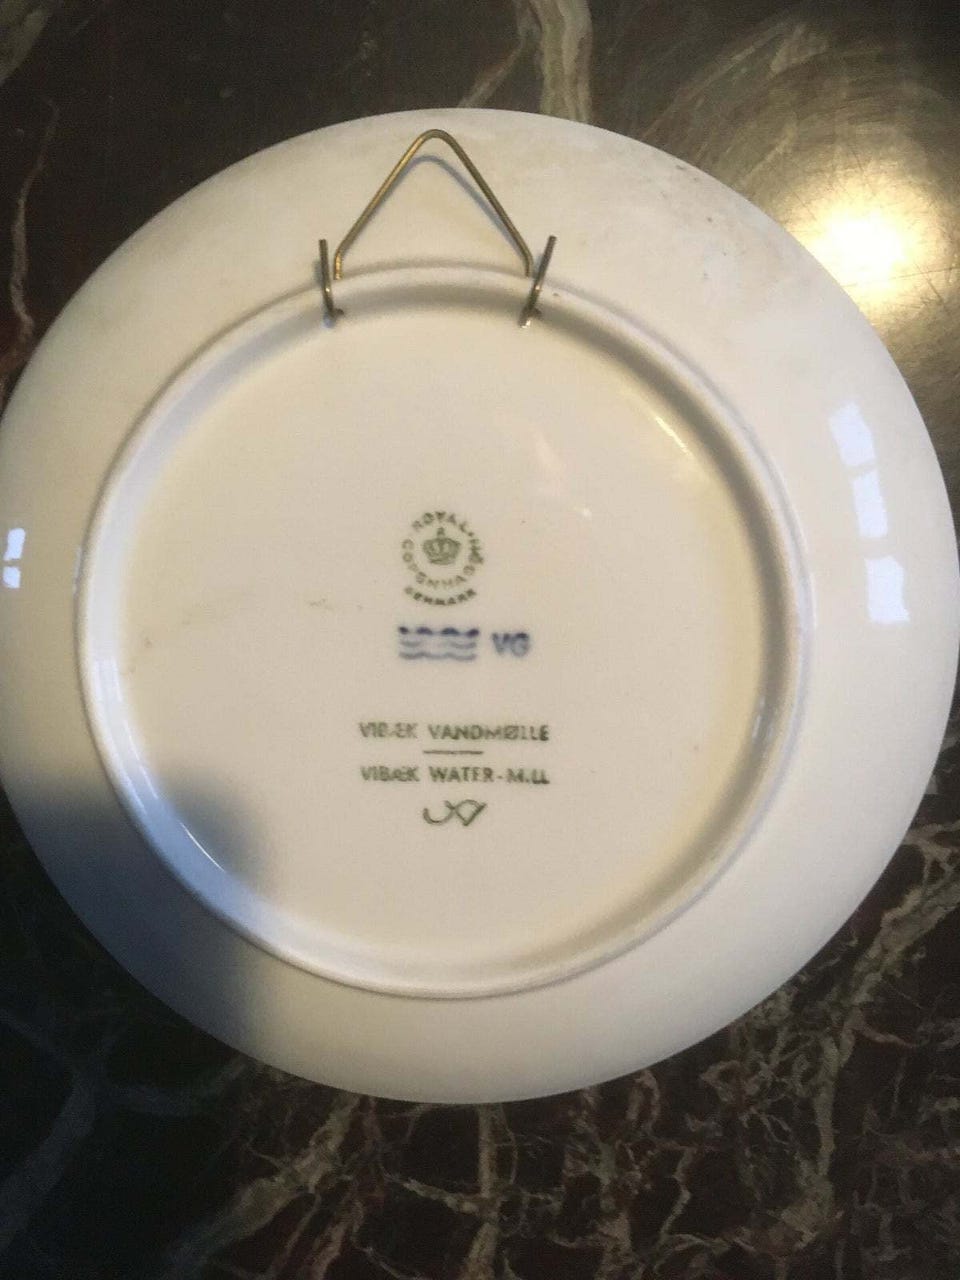 ROYAL COPENHAGEN
DENMARK
VG
VIBÆK VANDMØLLE
VIBÆK WATER-MILL